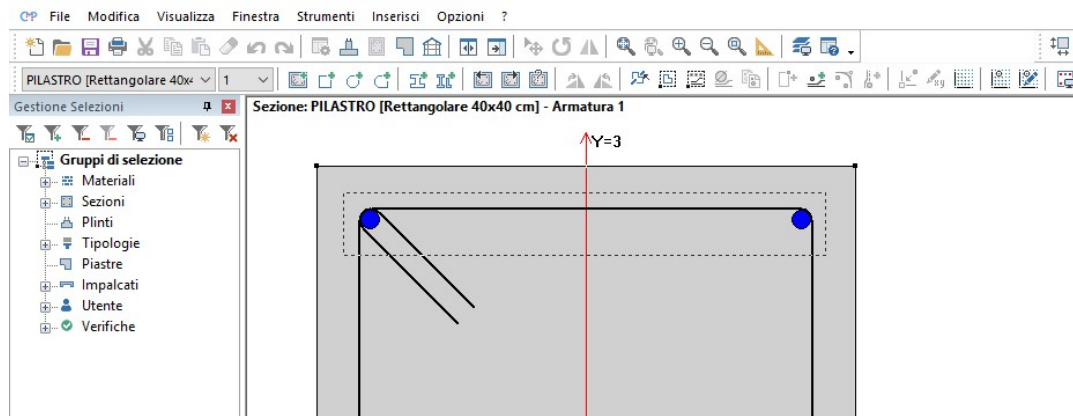 CMP File Modifica Visualizza Finestra Strumenti Inserisci Opzioni ?
PILASTRO [Rettangolare 40x4 1
Gestione Selezioni
Sezione: PILASTRO [Rettangolare 40x40 cm] - Armatura 1
Y=3
Gruppi di selezione
Materiali
Sezioni
Plinti
Tipologie
Piastre
Impalcati
Utente
Verifiche